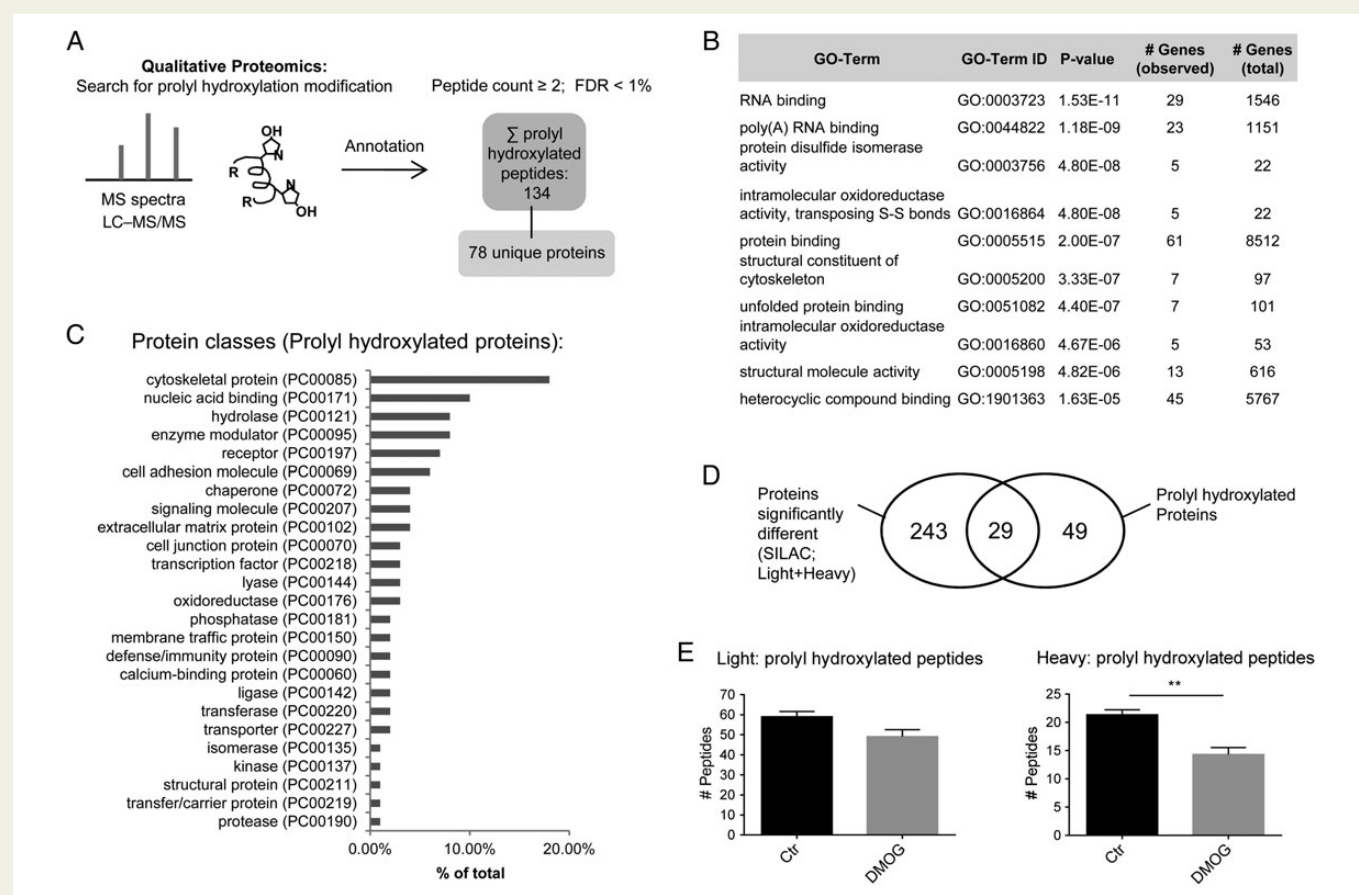 A
Qualitative Proteomics:
Search for prolyl hydroxylation modification
Peptide count ≥ 2; FDR < 1%
OH
N
R
N
R
OH
MS spectra
LC–MS/MS
Annotation
∑ prolyl
hydroxylated
peptides:
134
78 unique proteins
B
GO-Term GO-Term ID P-value # Genes (observed) # Genes (total)
RNA binding GO:0003723 1.53E-11 29 1546
poly(A) RNA binding GO:0044822 1.18E-09 23 1151
protein disulfide isomerase
activity GO:0003756 4.80E-08 5 22
intramolecular oxidoreductase
activity, transposing S-S bonds GO:0016864 4.80E-08 5 22
protein binding GO:0005515 2.00E-07 61 8512
structural constituent of
cytoskeleton GO:0005200 3.33E-07 7 97
unfolded protein binding GO:0051082 4.40E-07 7 101
intramolecular oxidoreductase
activity GO:0016860 4.67E-06 5 53
structural molecule activity GO:0005198 4.82E-06 13 616
heterocyclic compound binding GO:1901363 1.63E-05 45 5767
C
Protein classes (Prolyl hydroxylated proteins):
cytoskeletal protein (PC00085)
nucleic acid binding (PC00171)
hydrolase (PC00121)
enzyme modulator (PC00095)
receptor (PC00197)
cell adhesion molecule (PC00069)
chaperone (PC00072)
signaling molecule (PC00207)
extracellular matrix protein (PC00102)
cell junction protein (PC00070)
transcription factor (PC00218)
lyase (PC00144)
oxidoreductase (PC00176)
phosphatase (PC00181)
membrane traffic protein (PC00150)
defense/immunity protein (PC00090)
calcium-binding protein (PC00060)
ligase (PC00142)
transferase (PC00220)
transporter (PC00227)
isomerase (PC00135)
kinase (PC00137)
structural protein (PC00211)
transfer/carrier protein (PC00219)
protease (PC00190)
0.00% 10.00% 20.00%
% of total
D
Proteins
significantly
different
(SILAC;
Light+Heavy)
243 29 49
Prolyl hydroxylated
Proteins
E
Light: prolyl hydroxylated peptides
# Peptides
70
60
50
40
30
20
10
0
Ctr
DMOG
Heavy: prolyl hydroxylated peptides
**
# Peptides
25
20
15
10
5
0
Ctr
DMOG